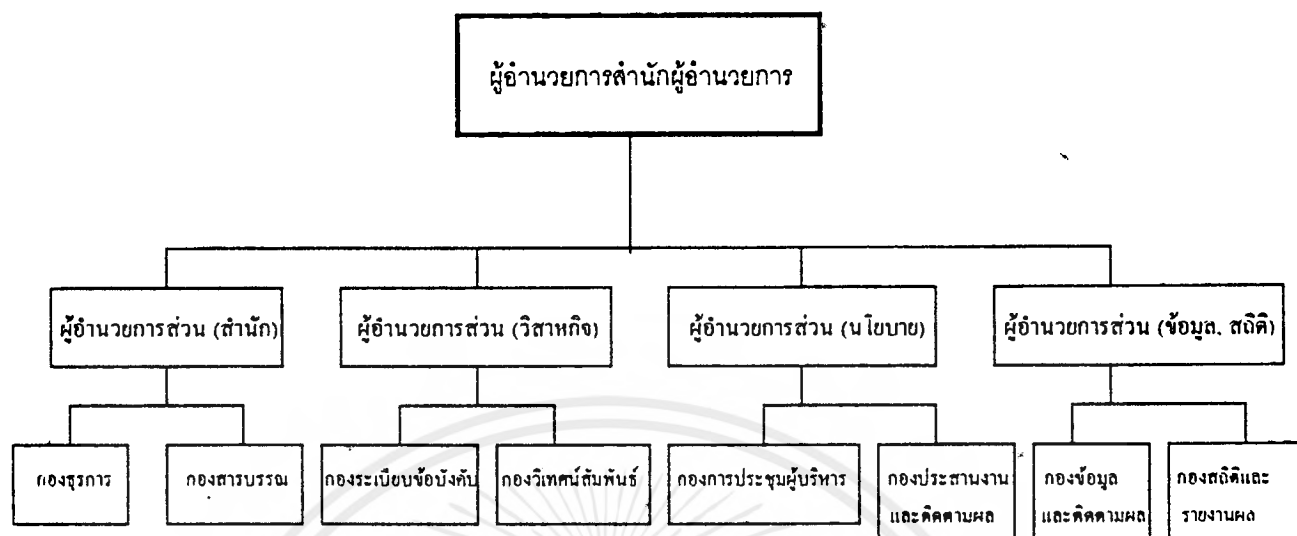 ผู้อำนวยการสำนักผู้อำนวยการ
ผู้อำนวยการส่วน (สำนัก)
ผู้อำนวยการส่วน (วิสาหกิจ)
ผู้อำนวยการส่วน (นโยบาย)
ผู้อำนวยการส่วน (ข้อมูล, สถิติ)
กองธุรการ
กองสารบรรณ
กองระเบียบข้อบังคับ
กองวิเทศน์สัมพันธ์
กองการประชุมผู้บริหาร
กองประสานงาน
และติดตามผล
กองข้อมูล
และติดตามผล
กองสถิติและ
รายงานผล